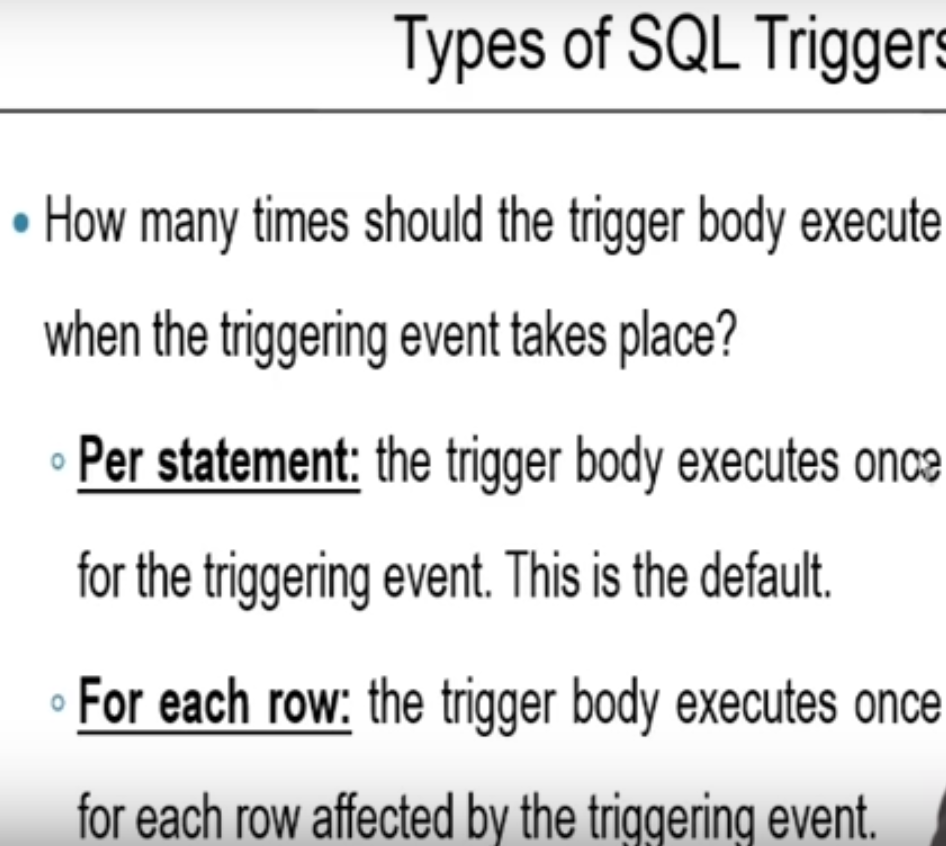 Types of SQL Triggers
• How many times should the trigger body execute
when the triggering event takes place?
◦ Per statement: the trigger body executes once
for the triggering event. This is the default.
◦ For each row: the trigger body executes once
for each row affected by the triggering event.